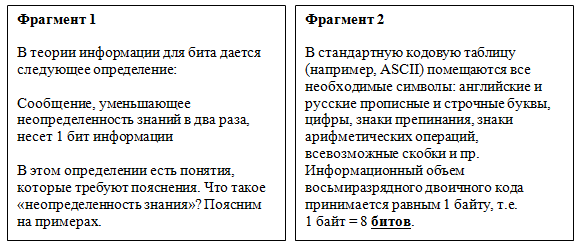 Фрагмент 1
В теории информации для бита дается
следующее определение:
Сообщение, уменьшающее
неопределенность знаний в два раза,
несет 1 бит информации
В этом определении есть понятия,
которые требуют пояснения. Что такое
«неопределенность знания»? Поясним
на примерах.
Фрагмент 2
В стандартную кодовую таблицу
(например, ASCII) помещаются все
необходимые символы: английские и
русские прописные и строчные буквы,
цифры, знаки препинания, знаки
арифметических операций,
всевозможные скобки и пр.
Информационный объем
восьмиразрядного двоичного кода
принимается равным 1 байту, т.е.
1 байт = 8 битов.